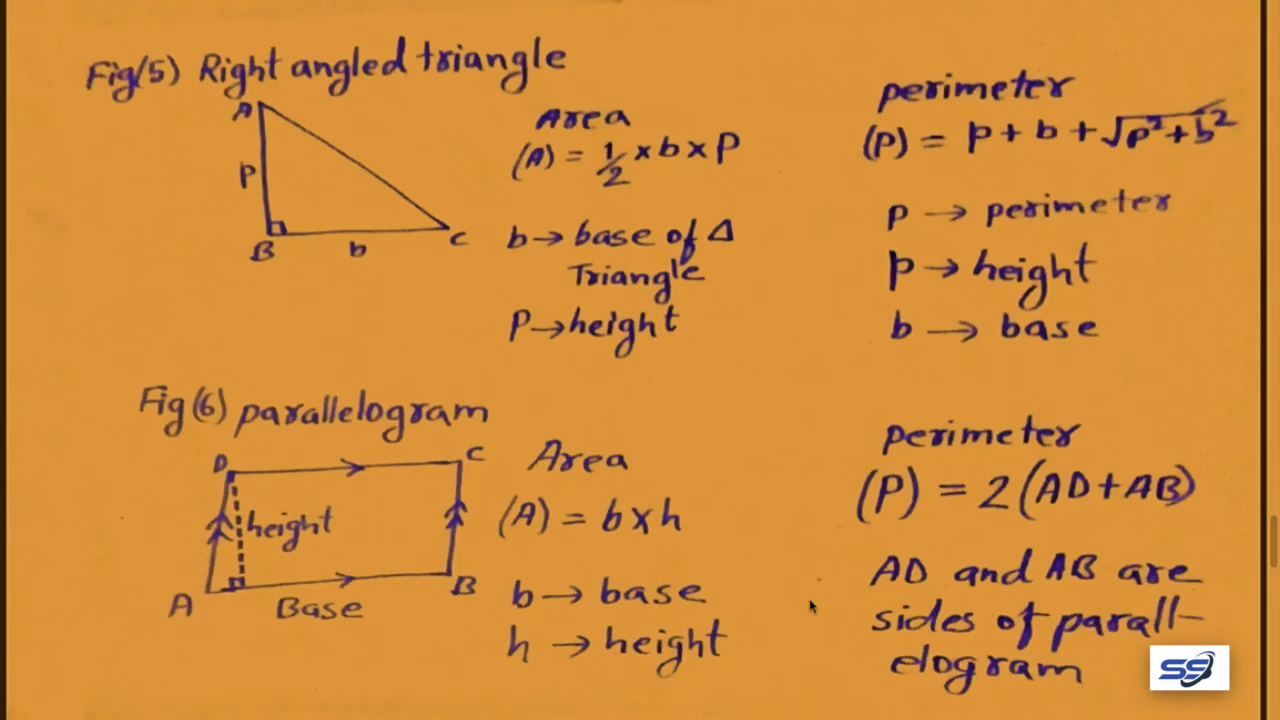 Fig(5) Right angled triangle
A
p
B
b
C
Area
(A) = 1/2 x b x p
b → base of Δ
Triangle
P → height
perimeter
(P) = p + b + √p²+b²
P → perimeter
p → height
b → base
Fig(6) parallelogram
D
C
height
A
Base
B
Area
(A) = b x h
b → base
h → height
perimeter
(P) = 2(AD+AB)
AD and AB are
sides of parall-
elogram
SS